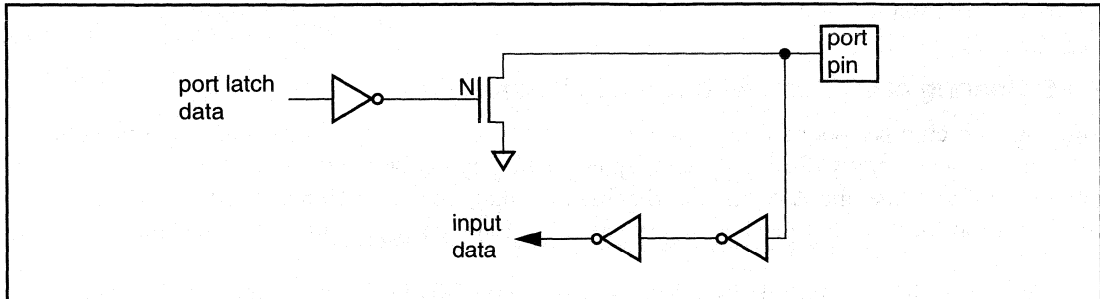 port
pin
port latch
data
N
input
data